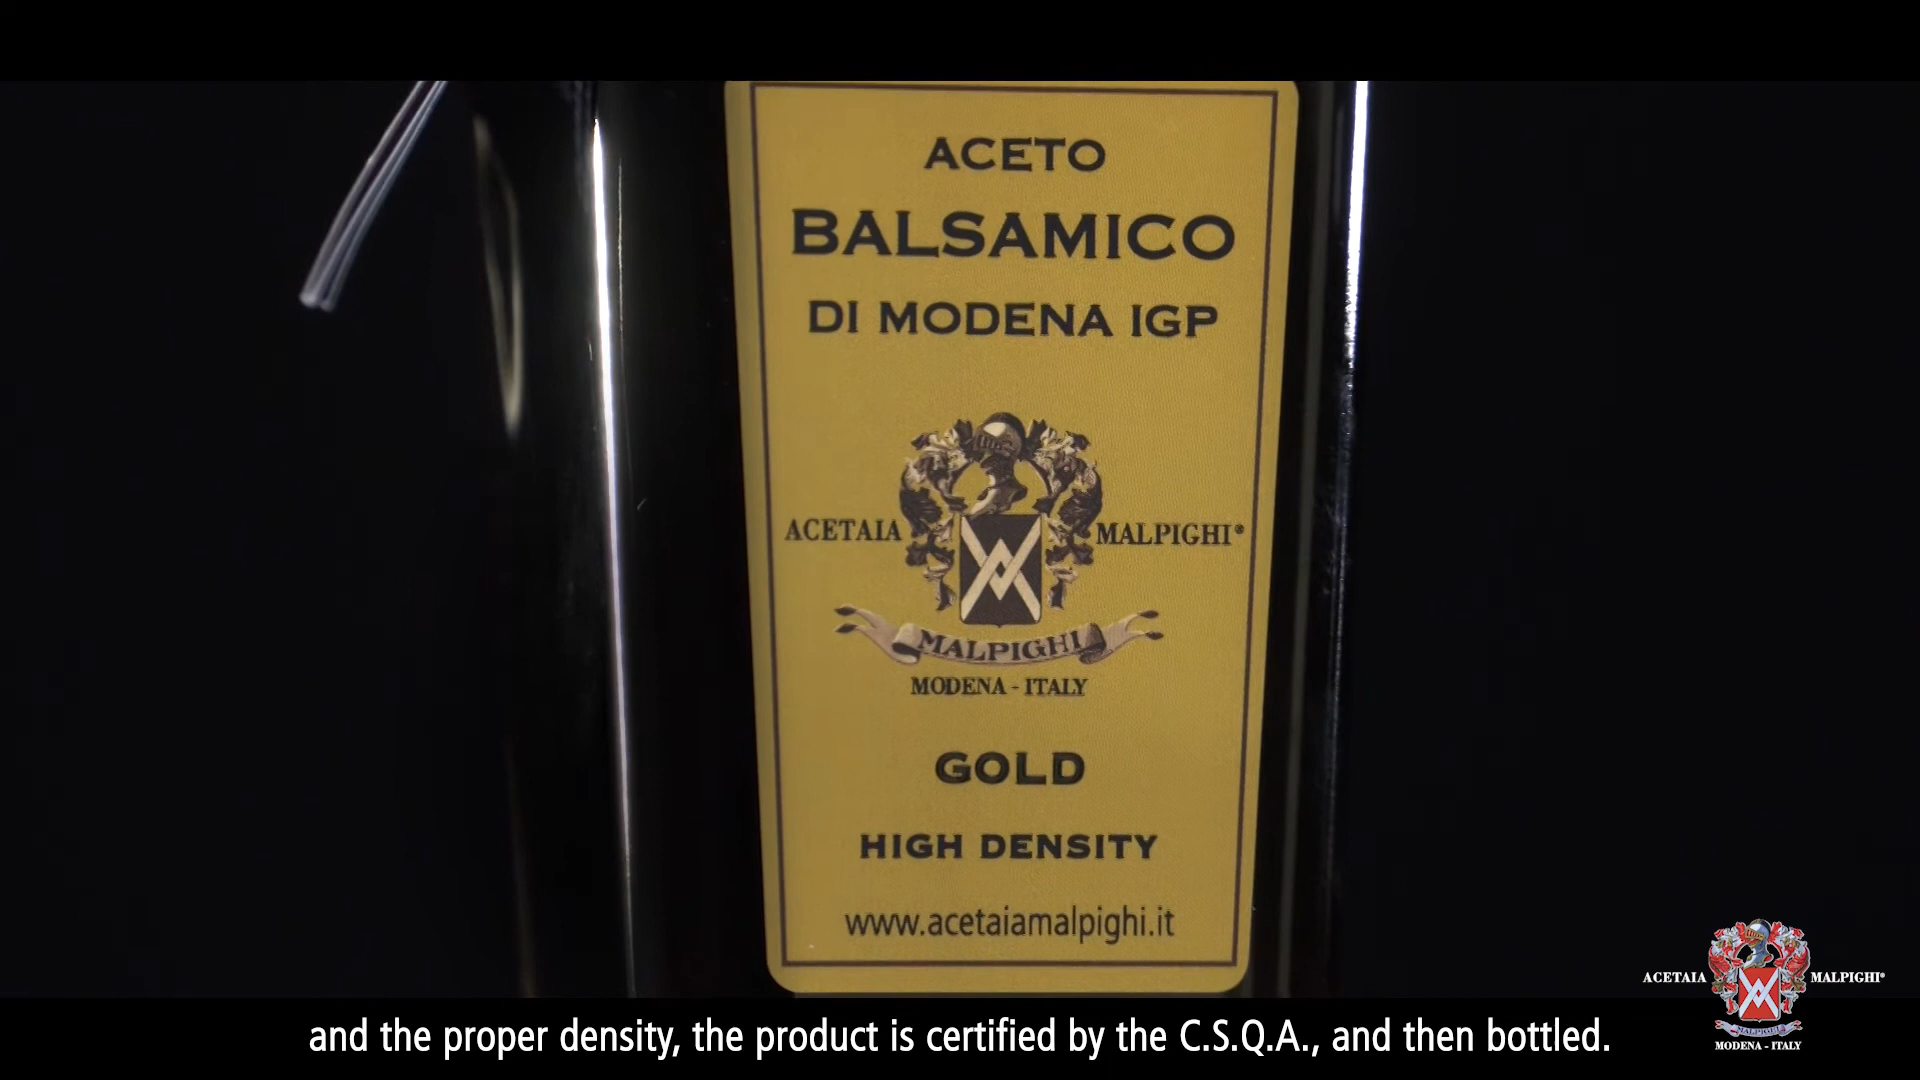 ACETO
BALSAMICO
DI MODENA IGP
ACETAIA MALPIGHI®
MALPIGHI
MODENA - ITALY
GOLD
HIGH DENSITY
www.acetaiamalpighi.it
and the proper density, the product is certified by the C.S.Q.A., and then bottled.
ACETAIA MALPIGHI®
MALPIGHI
MODENA - ITALY